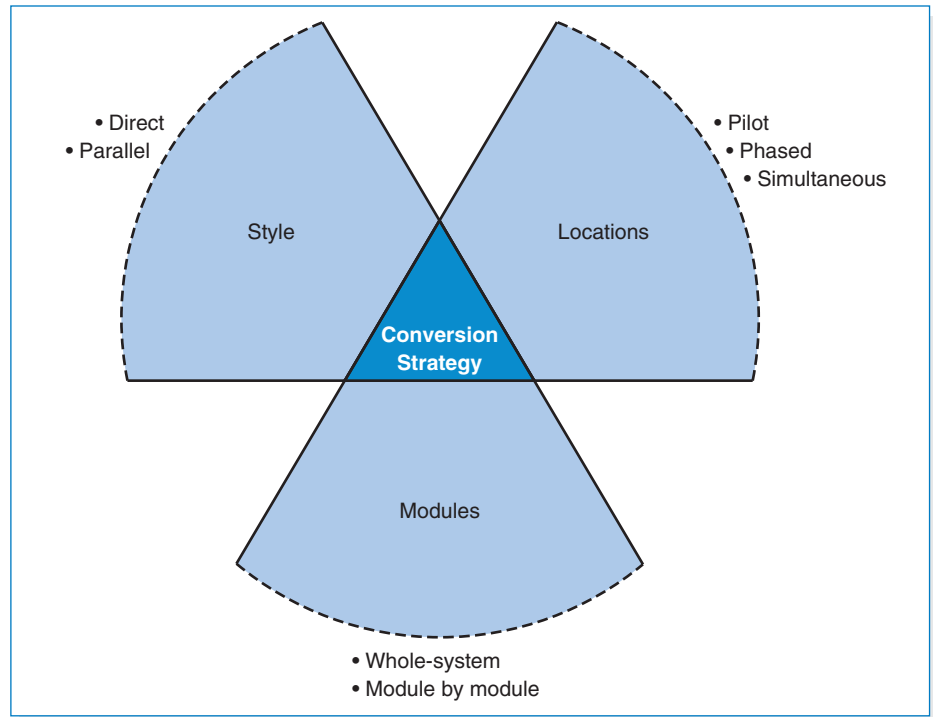 • Direct
• Parallel
• Pilot
• Phased
• Simultaneous
Style
Locations
Conversion
Strategy
Modules
• Whole-system
• Module by module